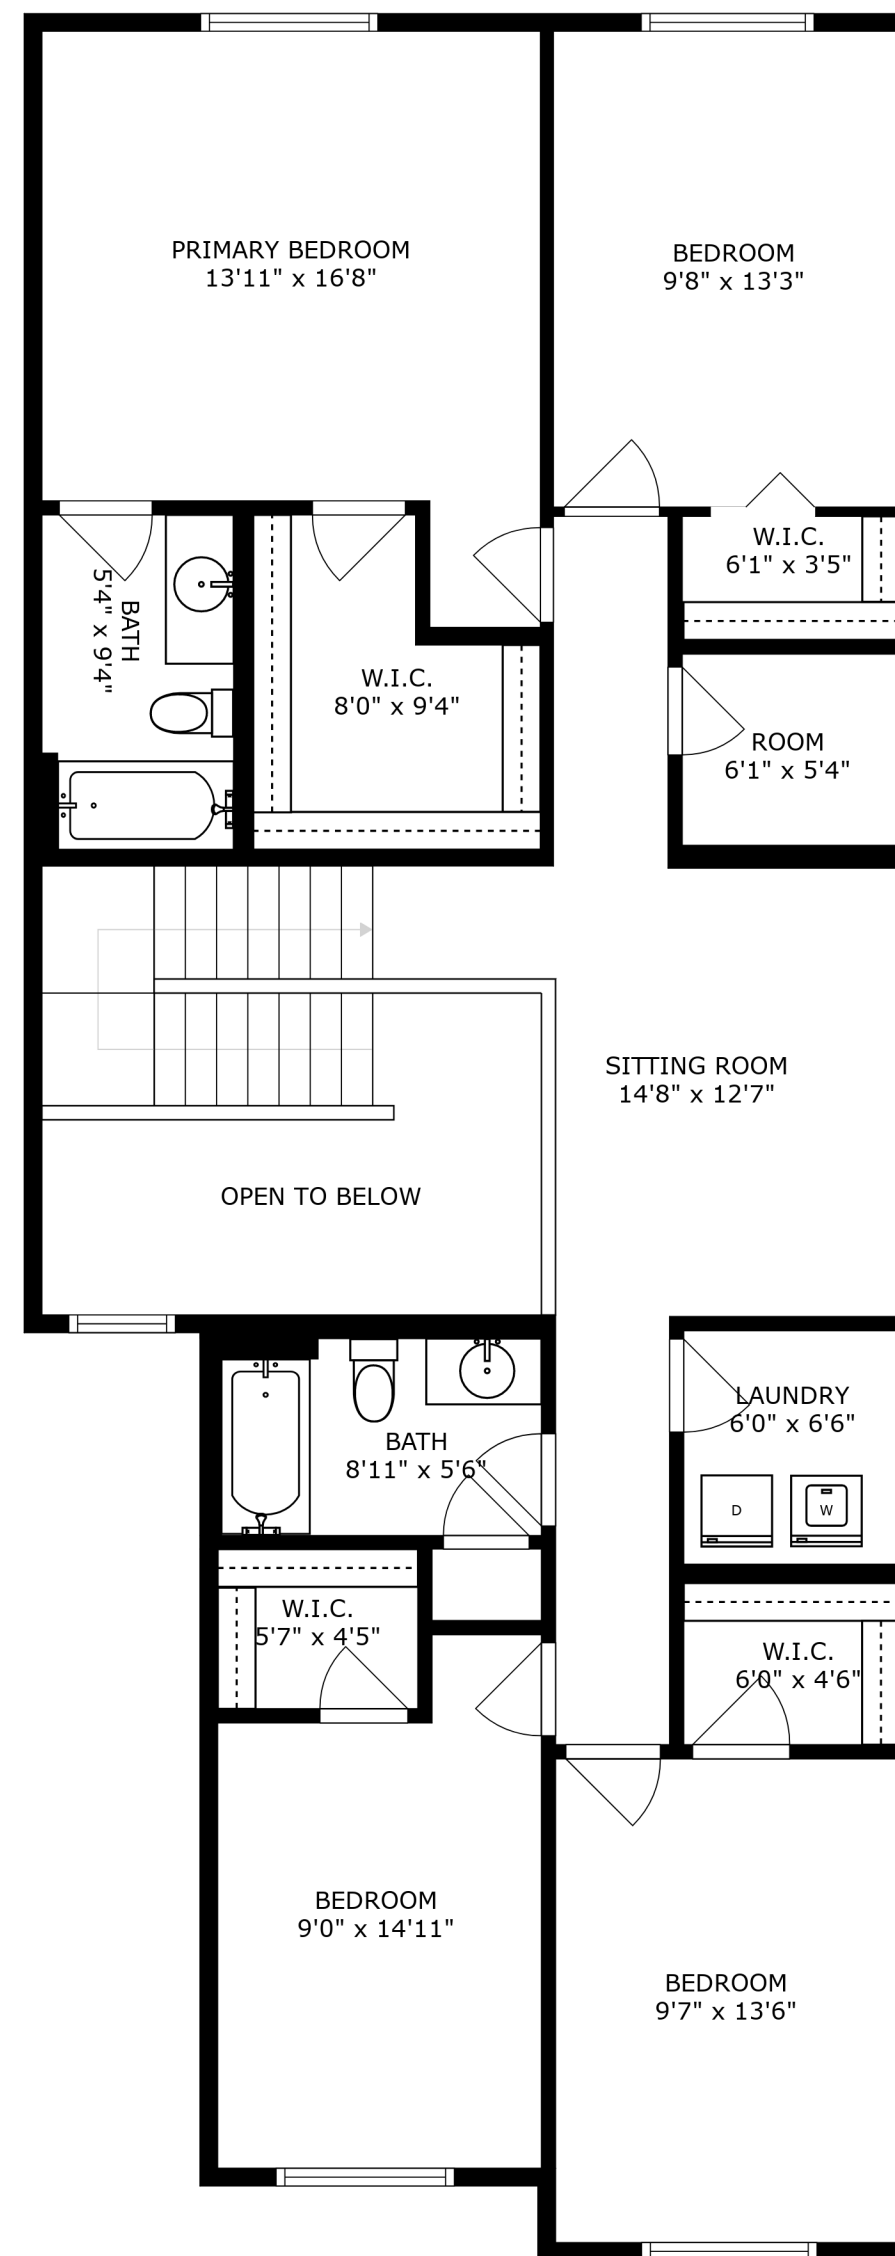 PRIMARY BEDROOM
13'11" x 16'8"
BEDROOM
9'8" x 13'3"
W.I.C.
6'1" x 3'5"
BATH
5'4" x 9'4"
W.I.C.
8'0" x 9'4"
ROOM
6'1" x 5'4"
SITTING ROOM
14'8" x 12'7"
OPEN TO BELOW
LAUNDRY
6'0" x 6'6"
BATH
8'11" x 5'6"
D
W
W.I.C.
5'7" x 4'5"
W.I.C.
6'0" x 4'6"
BEDROOM
9'0" x 14'11"
BEDROOM
9'7" x 13'6"